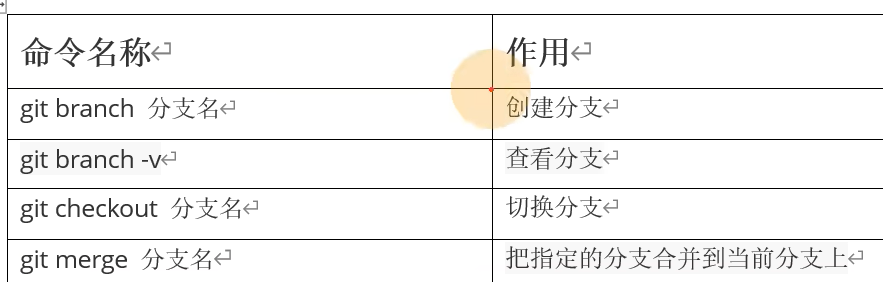 命令名称 作用
git branch 分支名 创建分支
git branch -v 查看分支
git checkout 分支名 切换分支
git merge 分支名 把指定的分支合并到当前分支上